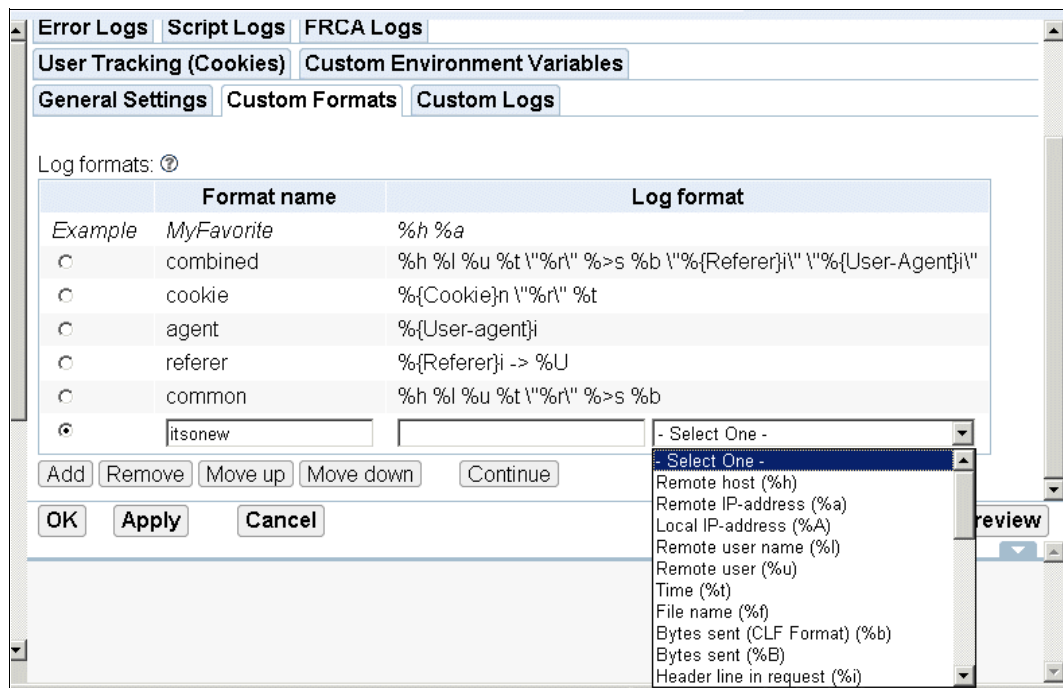 Error Logs Script Logs FRCA Logs
User Tracking (Cookies) Custom Environment Variables
General Settings Custom Formats Custom Logs
Log formats:
Format name Log format
Example MyFavorite %h %a
combined %h %l %u %t \"%r\" %>s %b \"%{Referer}i\" \"%{User-Agent}i\"
cookie %{Cookie}n \"%r\" %t
agent %{User-agent}i
referer %{Referer}i -> %U
common %h %l %u %t \"%r\" %>s %b
itsonew - Select One -
Add Remove Move up Move down Continue
- Select One -
Remote host (%h)
Remote IP-address (%a)
Local IP-address (%A)
Remote user name (%l)
Remote user (%u)
Time (%t)
File name (%f)
Bytes sent (CLF Format) (%b)
Bytes sent (%B)
Header line in request (%i)
OK Apply Cancel review